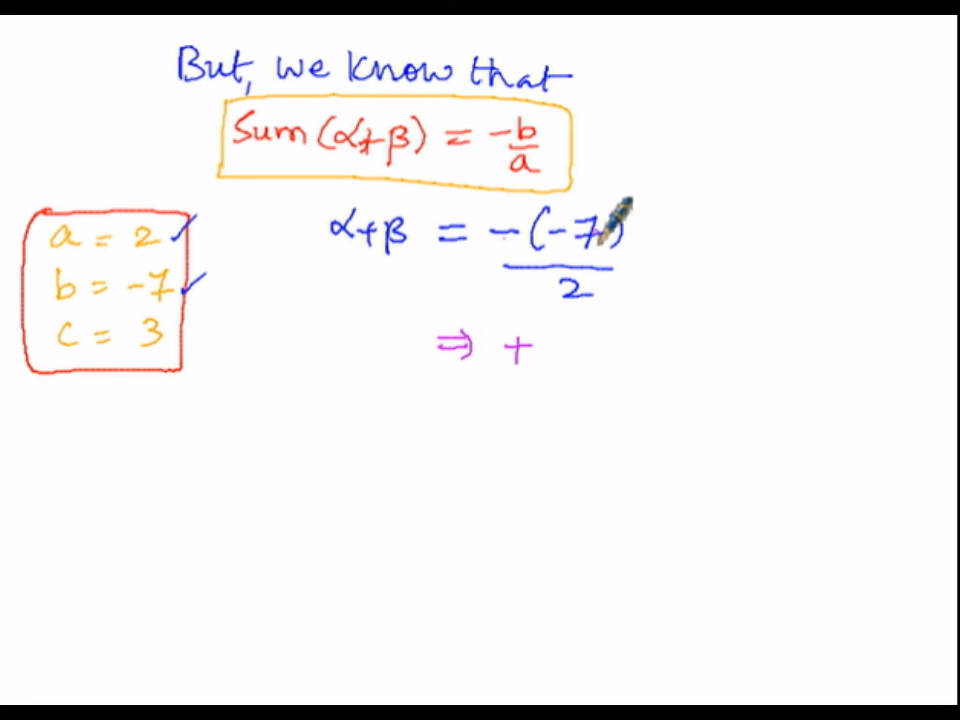 But, we know that
Sum (α+β) = -b/a
a = 2 ✓
b = -7 ✓
c = 3
α+β = -(-7)/2
⇒ +